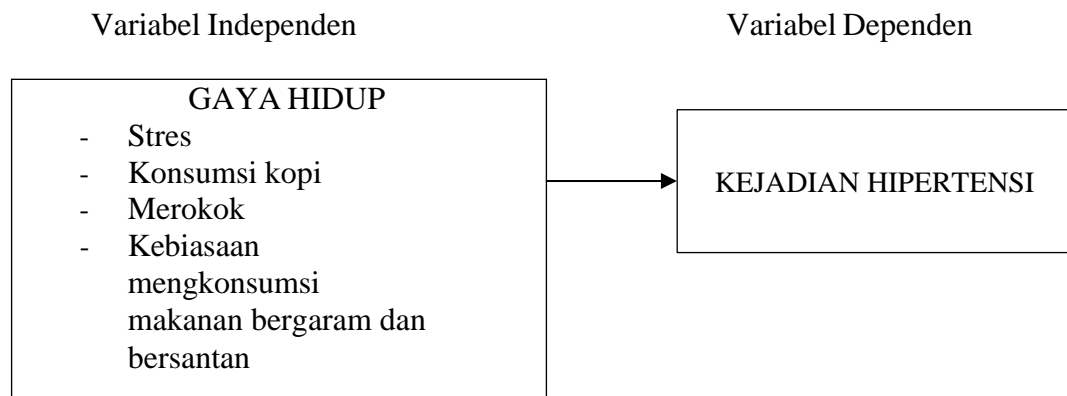 Variabel Independen
Variabel Dependen
GAYA HIDUP
- Stres
- Konsumsi kopi
- Merokok
- Kebiasaan
mengkonsumsi
makanan bergaram dan
bersantan
KEJADIAN HIPERTENSI